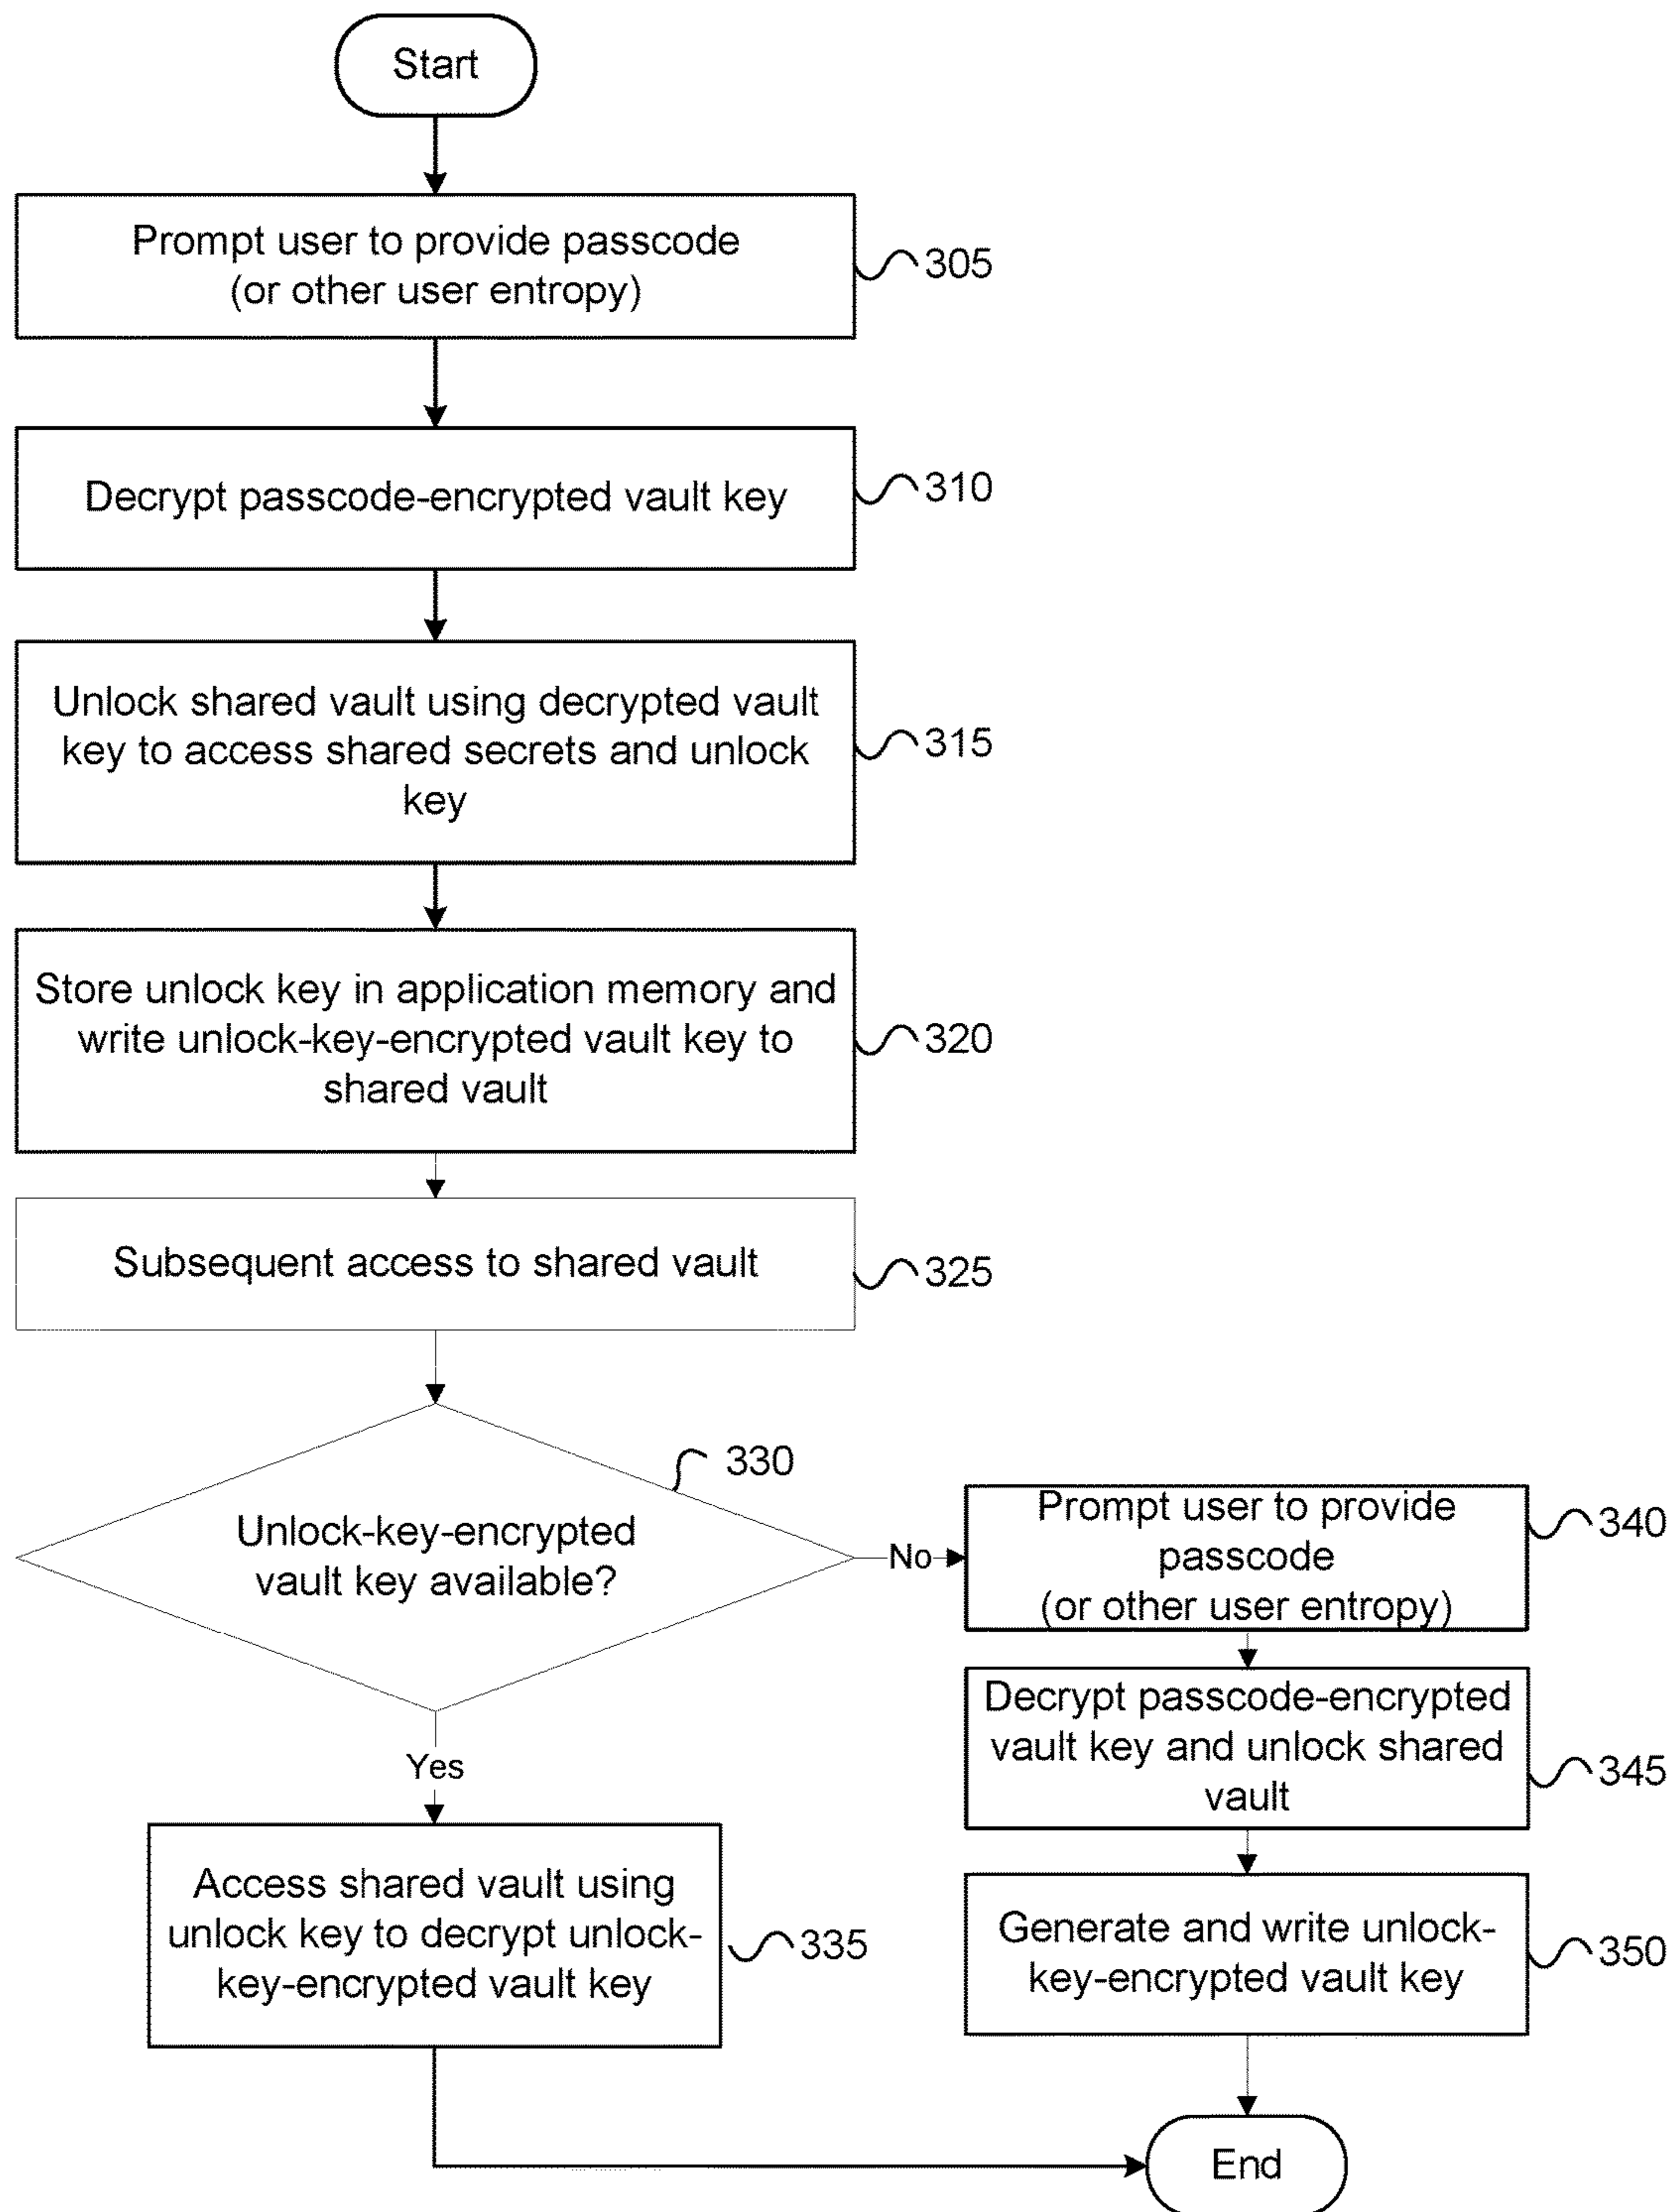 Start
Prompt user to provide passcode
(or other user entropy)
305
Decrypt passcode-encrypted vault key
310
Unlock shared vault using decrypted vault
key to access shared secrets and unlock
key
315
Store unlock key in application memory and
write unlock-key-encrypted vault key to
shared vault
320
Subsequent access to shared vault
325
330
Unlock-key-encrypted
vault key available?
No
Prompt user to provide
passcode
(or other user entropy)
340
Decrypt passcode-encrypted
vault key and unlock shared
vault
345
Yes
Access shared vault using
unlock key to decrypt unlock-
key-encrypted vault key
335
Generate and write unlock-
key-encrypted vault key
350
End